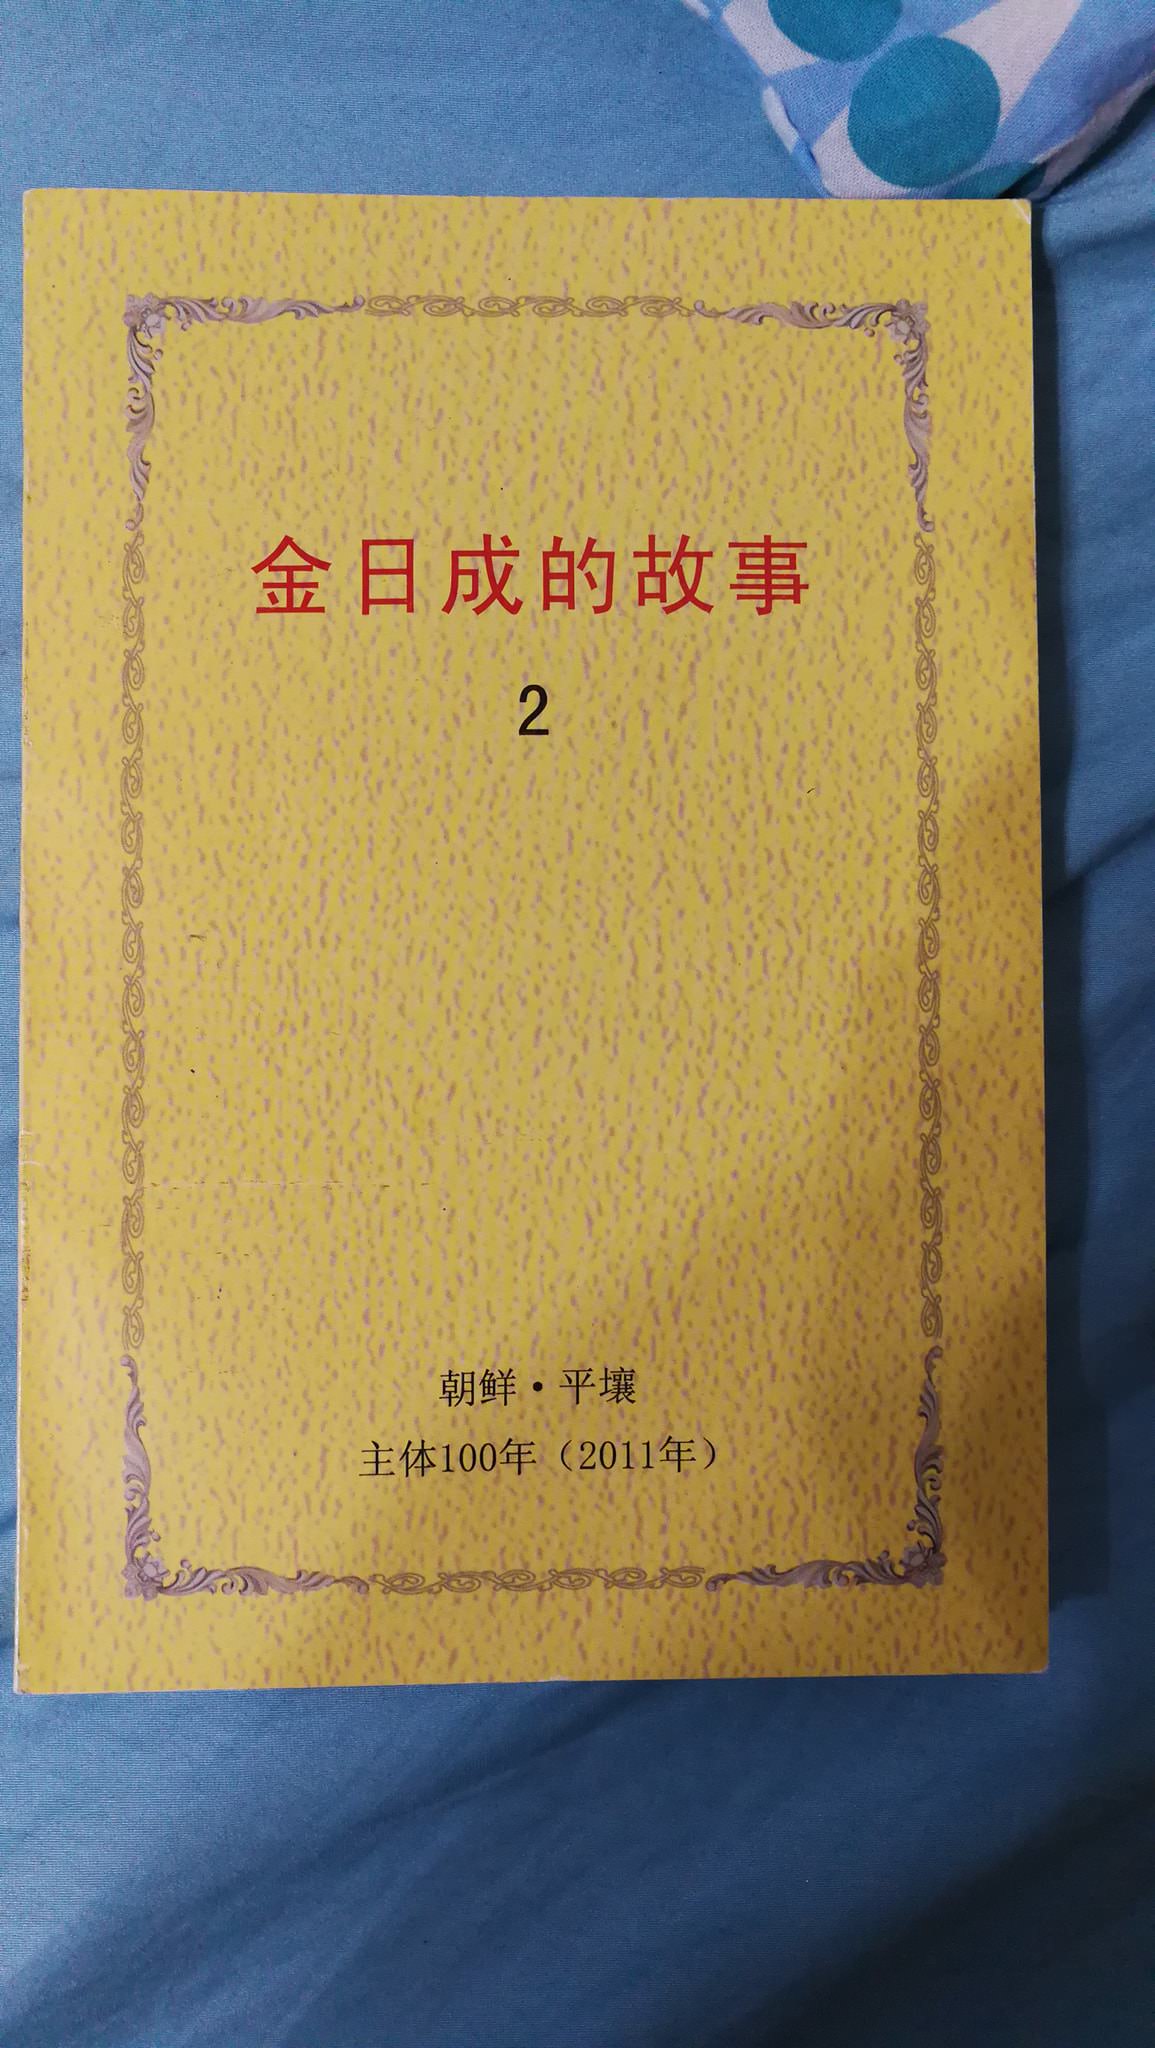 金日成的故事
2
朝鲜·平壤
主体100年（2011年）